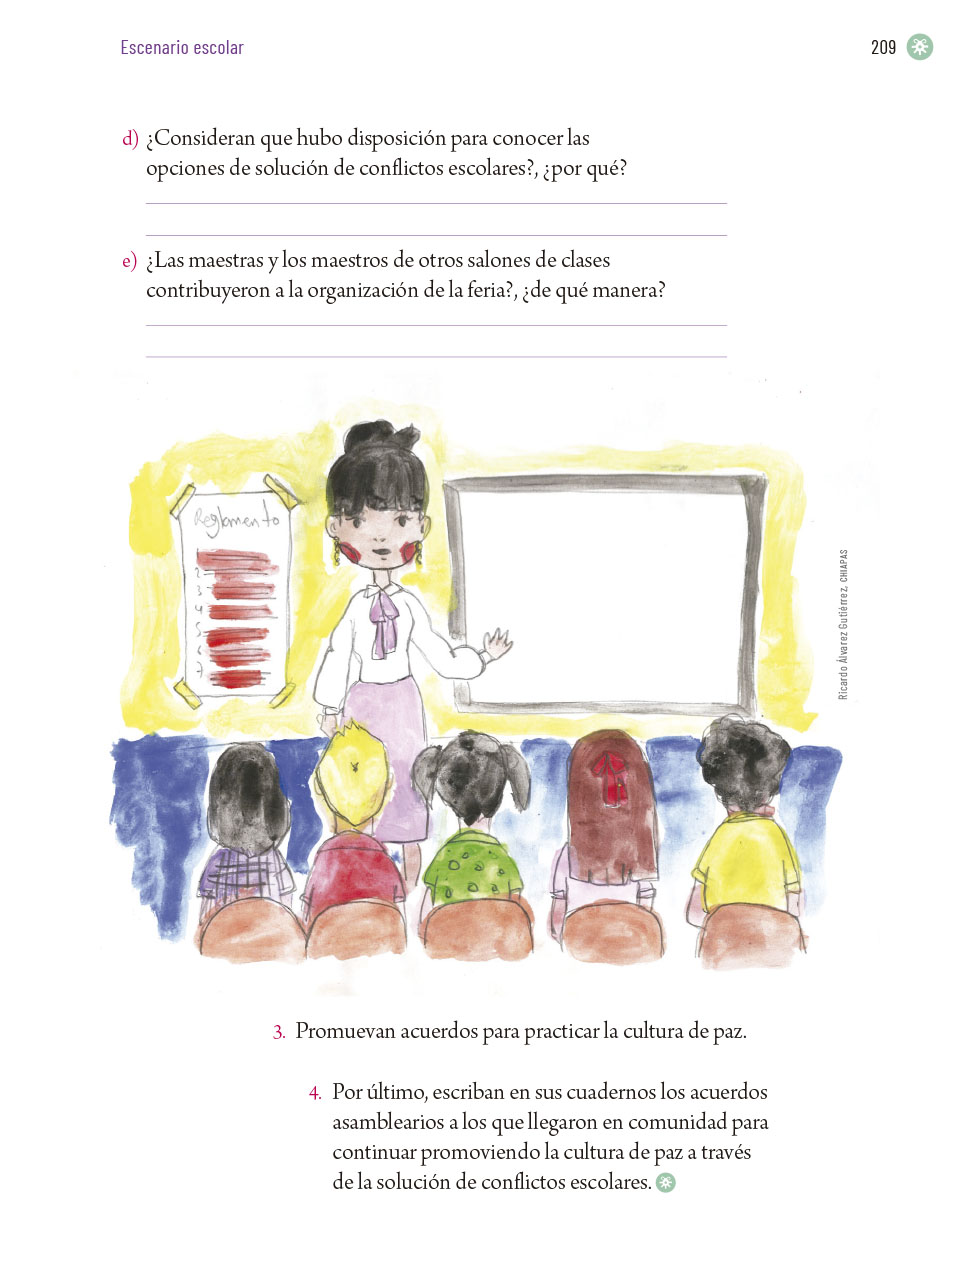 Escenario escolar
209
d) ¿Consideran que hubo disposición para conocer las
opciones de solución de conflictos escolares?, ¿por qué?
e) ¿Las maestras y los maestros de otros salones de clases
contribuyeron a la organización de la feria?, ¿de qué manera?
Reglamento
2
3
4
5
6
7
Ricardo Álvarez Gutiérrez, CHIAPAS
3. Promuevan acuerdos para practicar la cultura de paz.
4. Por último, escriban en sus cuadernos los acuerdos
asamblearios a los que llegaron en comunidad para
continuar promoviendo la cultura de paz a través
de la solución de conflictos escolares.